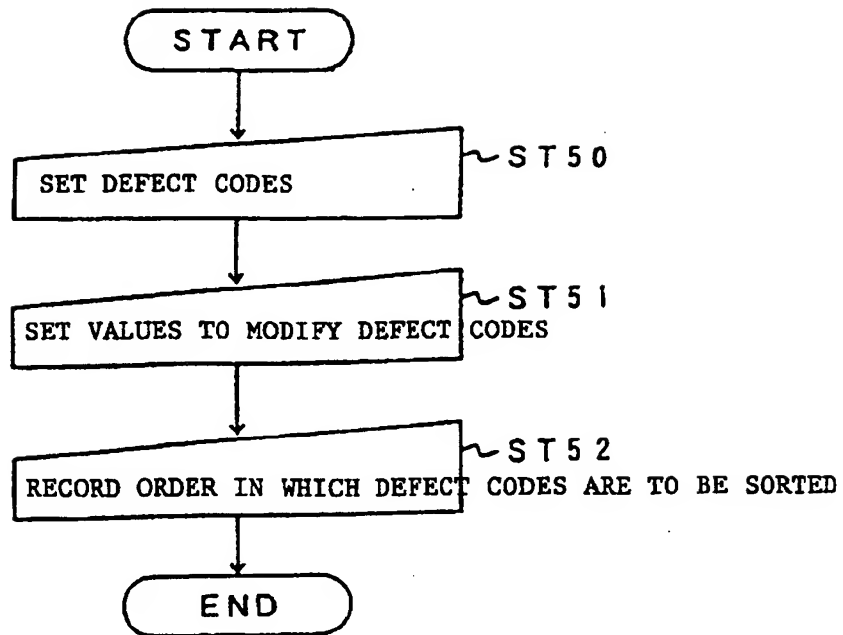 START
ST50
SET DEFECT CODES
ST51
SET VALUES TO MODIFY DEFECT CODES
ST52
RECORD ORDER IN WHICH DEFECT CODES ARE TO BE SORTED
END